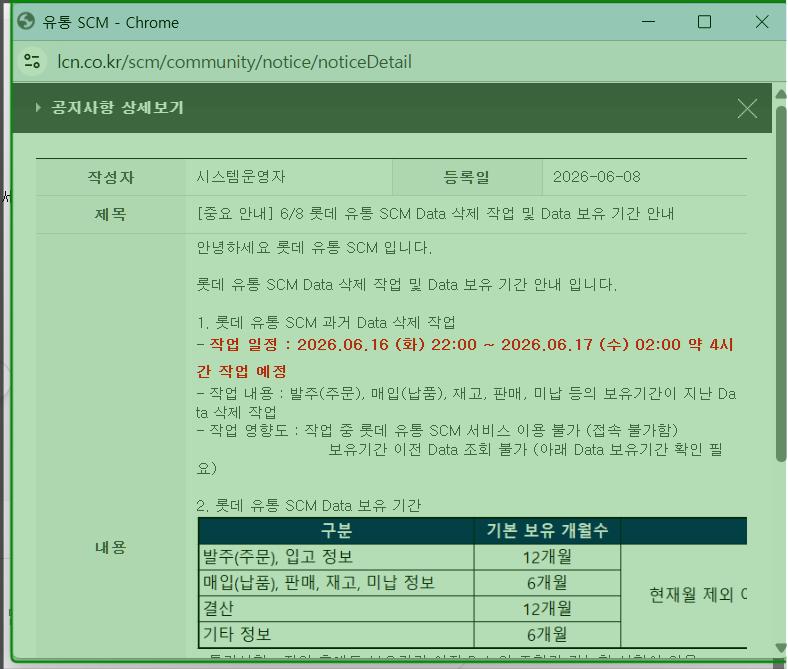 유통 SCM - Chrome
lcn.co.kr/scm/community/notice/noticeDetail
공지사항 상세보기
작성자 시스템운영자 등록일 2026-06-08
제목 [중요 안내] 6/8 롯데 유통 SCM Data 삭제 작업 및 Data 보유 기간 안내
내용
안녕하세요 롯데 유통 SCM 입니다.
롯데 유통 SCM Data 삭제 작업 및 Data 보유 기간 안내 입니다.
1. 롯데 유통 SCM 과거 Data 삭제 작업
- 작업 일정 : 2026.06.16 (화) 22:00 ~ 2026.06.17 (수) 02:00 약 4시
간 작업 예정
- 작업 내용 : 발주(주문), 매입(납품), 재고, 판매, 미납 등의 보유기간이 지난 Da
ta 삭제 작업
- 작업 영향도 : 작업 중 롯데 유통 SCM 서비스 이용 불가 (접속 불가함)
보유기간 이전 Data 조회 불가 (아래 Data 보유기간 확인 필
요)
2. 롯데 유통 SCM Data 보유 기간
구분 기본 보유 개월수
발주(주문), 입고 정보 12개월
매입(납품), 판매, 재고, 미납 정보 6개월
현재월 제외
결산 12개월
기타 정보 6개월